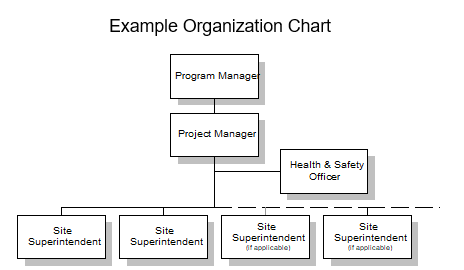 Example Organization Chart
Program Manager
Project Manager
Health & Safety
Officer
Site
Superintendent
Site
Superintendent
Site
Superintendent
(if applicable)
Site
Superintendent
(if applicable)